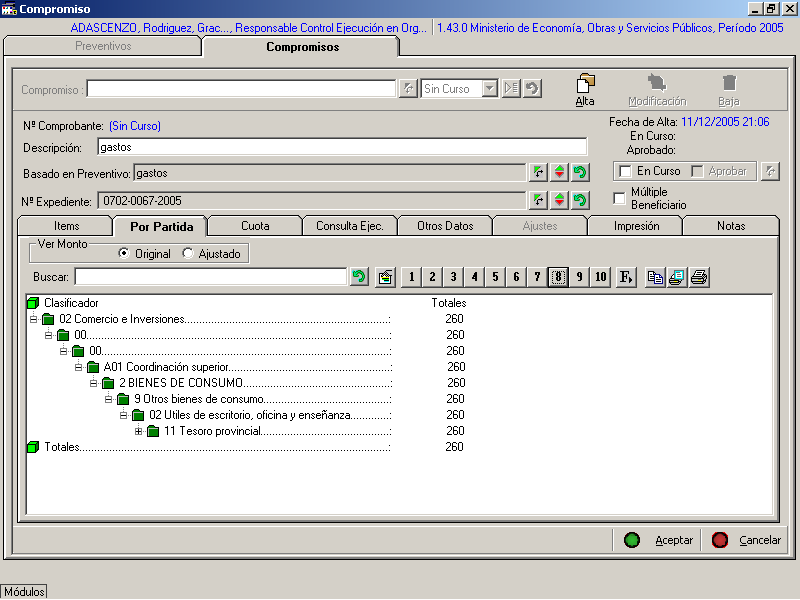 Compromiso
ADASCENZO, Rodriguez, Grac..., Responsable Control Ejecución en Org... 1.43.0 Ministerio de Economía, Obras y Servicios Públicos, Período 2005
Preventivos Compromisos
Compromiso : Sin Curso Alta Modificación Baja
Nº Comprobante: (Sin Curso) Fecha de Alta: 11/12/2005 21:06
En Curso:
Aprobado:
Descripción: gastos
Basado en Preventivo: gastos En Curso Aprobar
Nº Expediente: 0702-0067-2005 Múltiple
Beneficiario
Items Por Partida Cuota Consulta Ejec. Otros Datos Ajustes Impresión Notas
Ver Monto
Original Ajustado
Buscar: 1 2 3 4 5 6 7 8 9 10 F
Clasificador Totales
02 Comercio e Inversiones....: 260
00....: 260
00....: 260
A01 Coordinación superior....: 260
2 BIENES DE CONSUMO....: 260
9 Otros bienes de consumo....: 260
02 Utiles de escritorio, oficina y enseñanza....: 260
11 Tesoro provincial....: 260
Totales....: 260
Aceptar Cancelar
Módulos